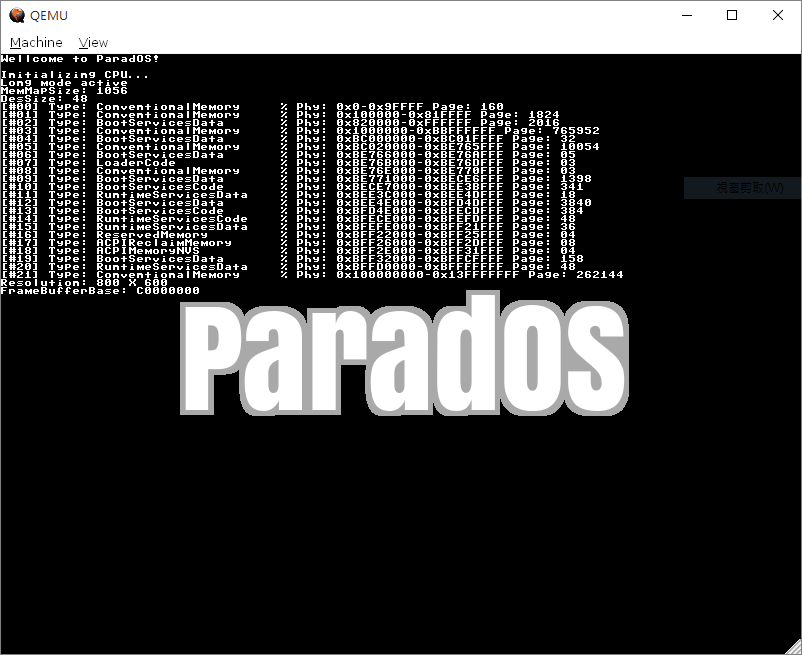 QEMU
Machine View
Wellcome to ParadOS!
Initializing CPU...
Long mode active
MemMapSize: 1056
DesSize: 48
[#00] Type: ConventionalMemory % Phy: 0x0-0x9FFFF Page: 160
[#01] Type: ConventionalMemory % Phy: 0x100000-0x81FFFF Page: 1824
[#02] Type: BootServicesData % Phy: 0x820000-0xFFFFFF Page: 2016
[#03] Type: ConventionalMemory % Phy: 0x1000000-0xBBFFFFFF Page: 765952
[#04] Type: BootServicesData % Phy: 0xBC000000-0xBC01FFFF Page: 32
[#05] Type: ConventionalMemory % Phy: 0xBC020000-0xBE765FFF Page: 10054
[#06] Type: BootServicesData % Phy: 0xBE766000-0xBE76AFFF Page: 05
[#07] Type: LoaderCode % Phy: 0xBE76B000-0xBE76DFFF Page: 03
[#08] Type: ConventionalMemory % Phy: 0xBE76E000-0xBE770FFF Page: 03
[#09] Type: BootServicesData % Phy: 0xBE771000-0xBECE6FFF Page: 1398
[#10] Type: BootServicesCode % Phy: 0xBECE7000-0xBEE3BFFF Page: 341
[#11] Type: RuntimeServicesData % Phy: 0xBEE3C000-0xBEE4DFFF Page: 18
[#12] Type: BootServicesData % Phy: 0xBEE4E000-0xBFD4DFFF Page: 3840
[#13] Type: BootServicesCode % Phy: 0xBFD4E000-0xBFECDFFF Page: 384
[#14] Type: RuntimeServicesCode % Phy: 0xBFECE000-0xBFEFDFFF Page: 48
[#15] Type: RuntimeServicesData % Phy: 0xBFEFE000-0xBFF21FFF Page: 36
[#16] Type: ReservedMemory % Phy: 0xBFF22000-0xBFF25FFF Page: 04
[#17] Type: ACPIReclaimMemory % Phy: 0xBFF26000-0xBFF2DFFF Page: 08
[#18] Type: ACPIMemoryNVS % Phy: 0xBFF2E000-0xBFF31FFF Page: 04
[#19] Type: BootServicesData % Phy: 0xBFF32000-0xBFFCFFFF Page: 158
[#20] Type: RuntimeServicesData % Phy: 0xBFFD0000-0xBFFFFFFF Page: 48
[#21] Type: ConventionalMemory % Phy: 0x100000000-0x13FFFFFFF Page: 262144
Resolution: 800 X 600
FrameBufferBase: C0000000
視窗剪取(W)
Parados